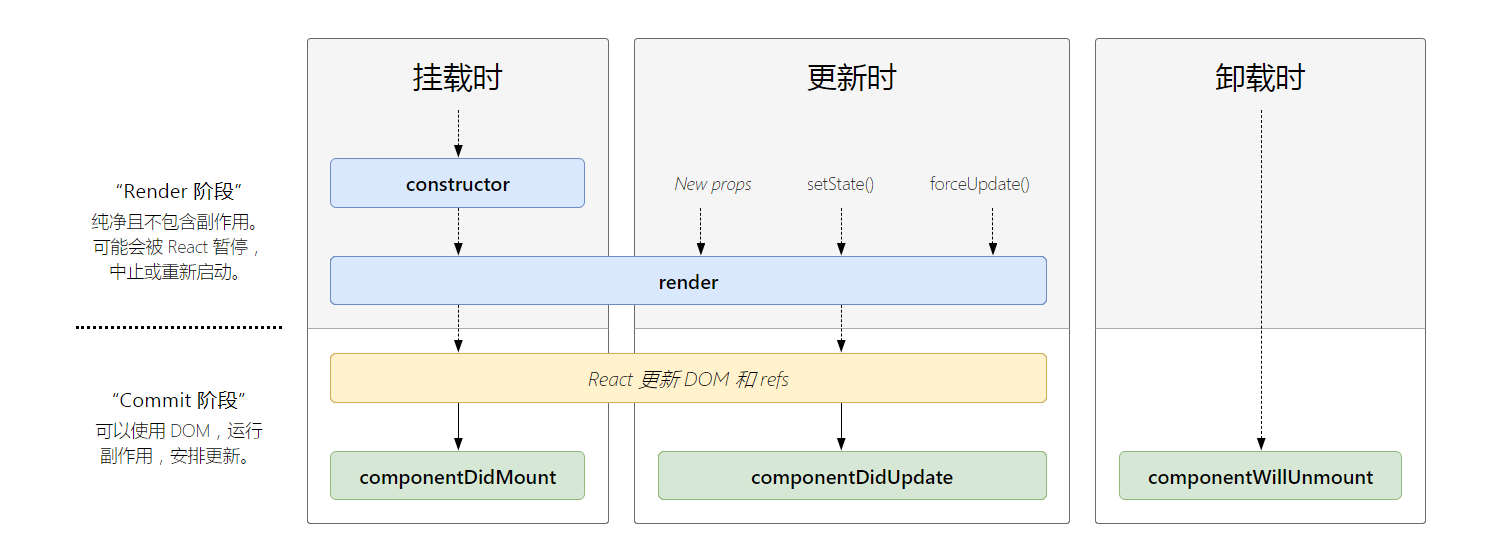 挂载时
更新时
卸载时
“Render 阶段”
纯净且不包含副作用。
可能会被 React 暂停，
中止或重新启动。
constructor
New props
setState()
forceUpdate()
render
“Commit 阶段”
可以使用 DOM，运行
副作用，安排更新。
React 更新 DOM 和 refs
componentDidMount
componentDidUpdate
componentWillUnmount